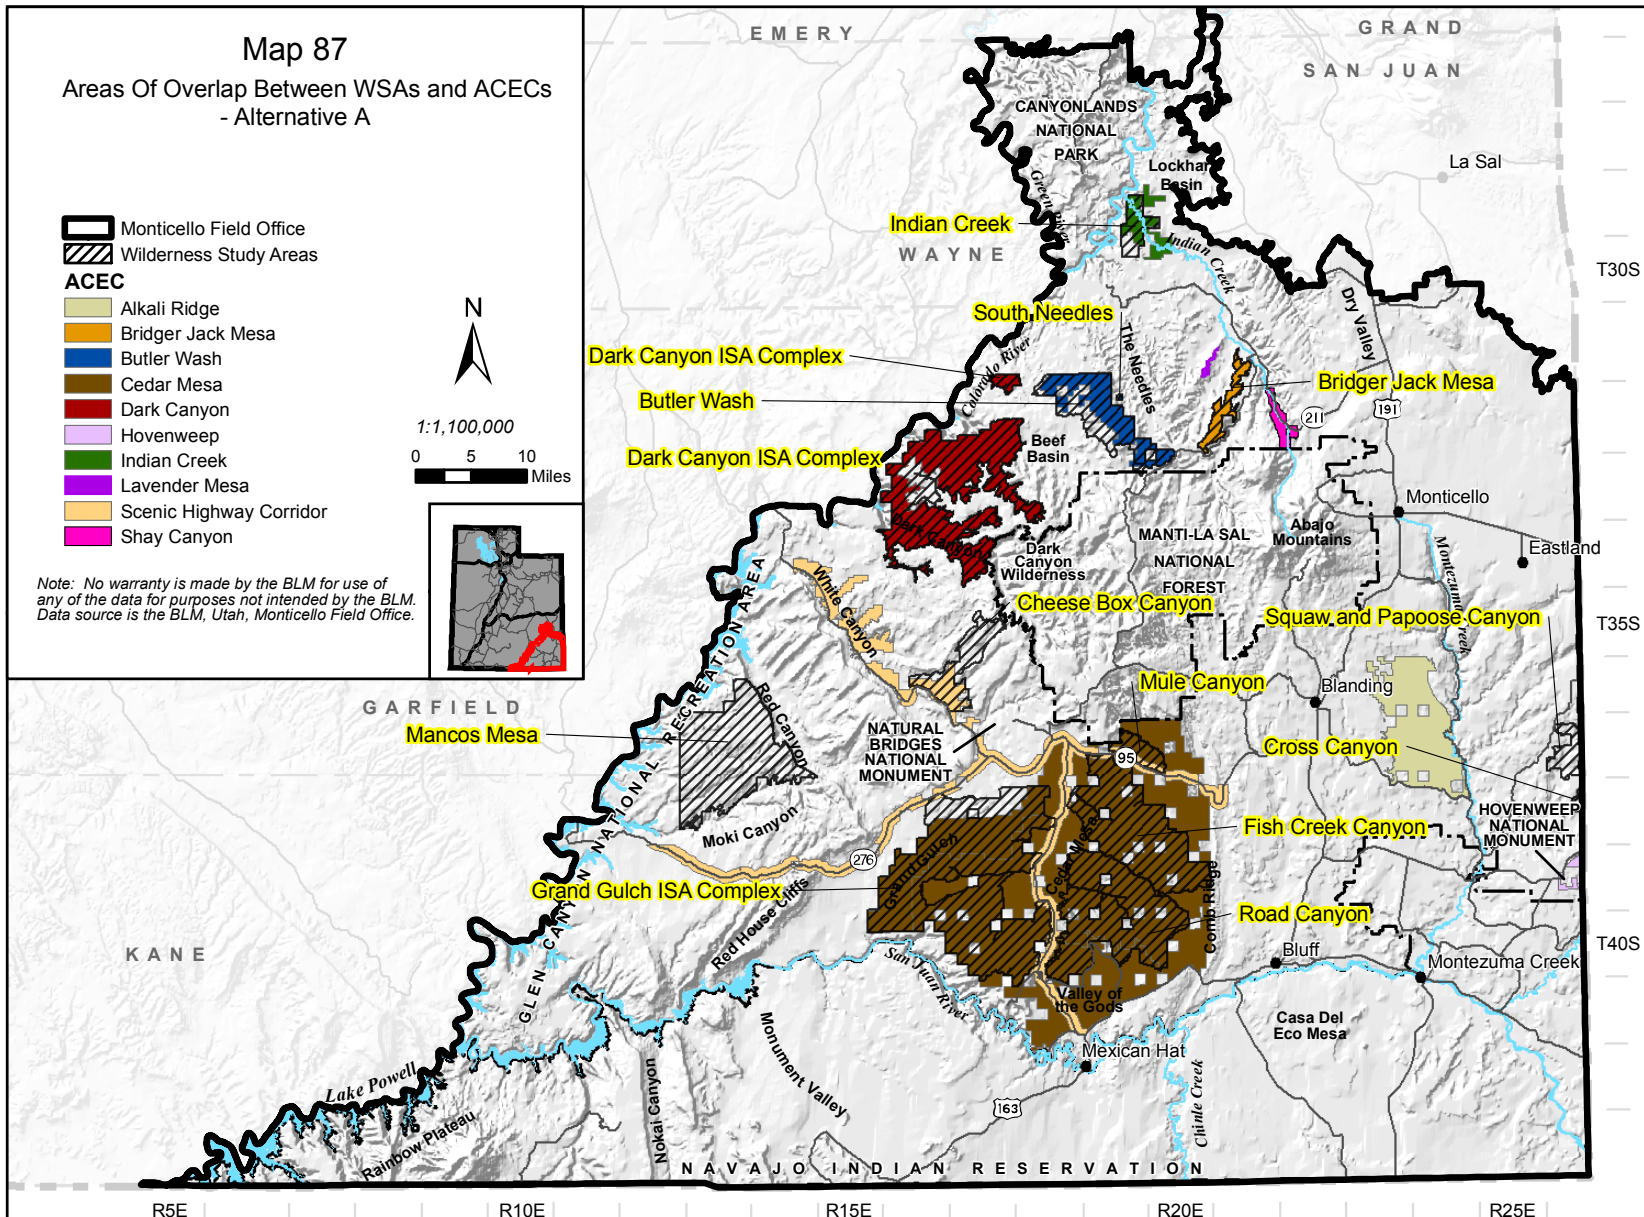 Map 87
Areas Of Overlap Between WSAs and ACECs
- Alternative A
Monticello Field Office
Wilderness Study Areas
ACEC
Alkali Ridge
Bridger Jack Mesa
Butler Wash
Cedar Mesa
Dark Canyon
Hovenweep
Indian Creek
Lavender Mesa
Scenic Highway Corridor
Shay Canyon
N
1:1,100,000
0 5 10
Miles
Note: No warranty is made by the BLM for use of
any of the data for purposes not intended by the BLM.
Data source is the BLM, Utah, Monticello Field Office.
EMERY
GRAND
SAN JUAN
CANYONLANDS
NATIONAL
PARK
Lockhar
Basin
La Sal
Green River
Indian Creek
WAYNE
Indian Creek
T30S
South Needles
The Needles
Dry Valley
Dark Canyon ISA Complex
Colorado River
Bridger Jack Mesa
Butler Wash
211
191
Beef
Basin
Dark Canyon ISA Complex
Monticello
Dark Canyon
Dark
Canyon
Wilderness
MANTI-LA SAL
NATIONAL
FOREST
Abajo
Mountains
Eastland
Montezuma Creek
White Canyon
Cheese Box Canyon
Squaw and Papoose Canyon
T35S
Mule Canyon
Blanding
GARFIELD
Red Canyon
Mancos Mesa
NATURAL
BRIDGES
NATIONAL
MONUMENT
95
Cross Canyon
HOVENWEEP
NATIONAL
MONUMENT
Moki Canyon
276
Fish Creek Canyon
Grand Gulch
Cedar Mesa
Grand Gulch ISA Complex
Red House Cliffs
Road Canyon
Comb Ridge
T40S
KANE
GLEN CANYON NATIONAL RECREATION AREA
San Juan River
Bluff
Montezuma Creek
Valley of
the Gods
Casa Del
Eco Mesa
Mexican Hat
Monument Valley
Lake Powell
Nokai Canyon
163
Chinle Creek
Rainbow Plateau
NAVAJO INDIAN RESERVATION
R5E
R10E
R15E
R20E
R25E